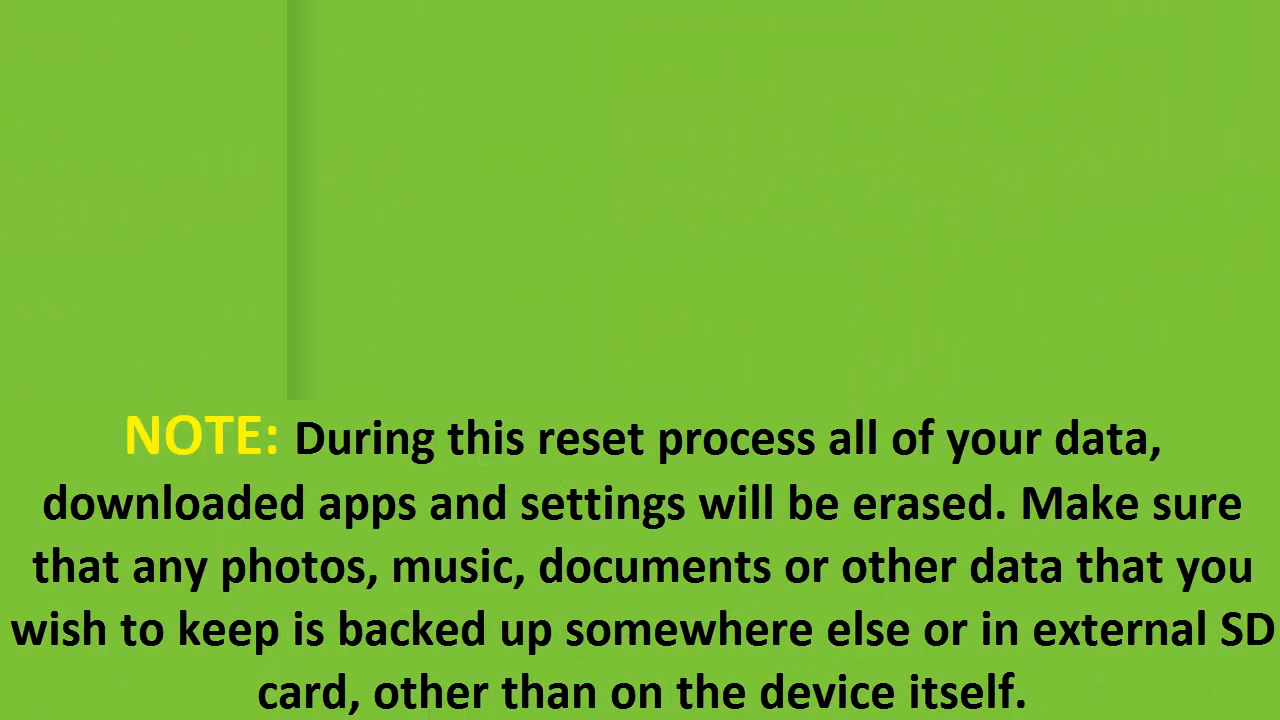 NOTE: During this reset process all of your data,
downloaded apps and settings will be erased. Make sure
that any photos, music, documents or other data that you
wish to keep is backed up somewhere else or in external SD
card, other than on the device itself.